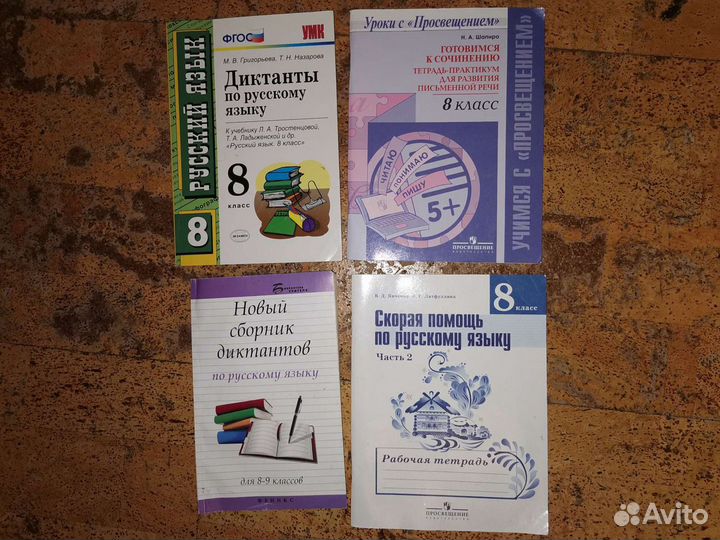 ФГОС
УМК
М. В. Григорьева, Т. Н. Назарова
Диктанты
по русскому
языку
К учебнику Л. А. Тростенцовой,
Т. А. Ладыженской и др.
«Русский язык. 8 класс»
8
класс
РУССКИЙ ЯЗЫК
8
ЭКЗАМЕН
Уроки с «Просвещением»
Н. А. Шапиро
ГОТОВИМСЯ
К СОЧИНЕНИЮ
ТЕТРАДЬ-ПРАКТИКУМ
ДЛЯ РАЗВИТИЯ
ПИСЬМЕННОЙ РЕЧИ
8 КЛАСС
ЧИТАЮ
ПОНИМАЮ
ПИШУ
5+
ПРОСВЕЩЕНИЕ
ИЗДАТЕЛЬСТВО
УЧИМСЯ С «ПРОСВЕЩЕНИЕМ»
Новый
сборник
диктантов
по русскому языку
для 8-9 классов
ФЕНИКС
8
класс
Скорая помощь
по русскому языку
Часть 2
Рабочая тетрадь
ПРОСВЕЩЕНИЕ
ИЗДАТЕЛЬСТВО
Avito